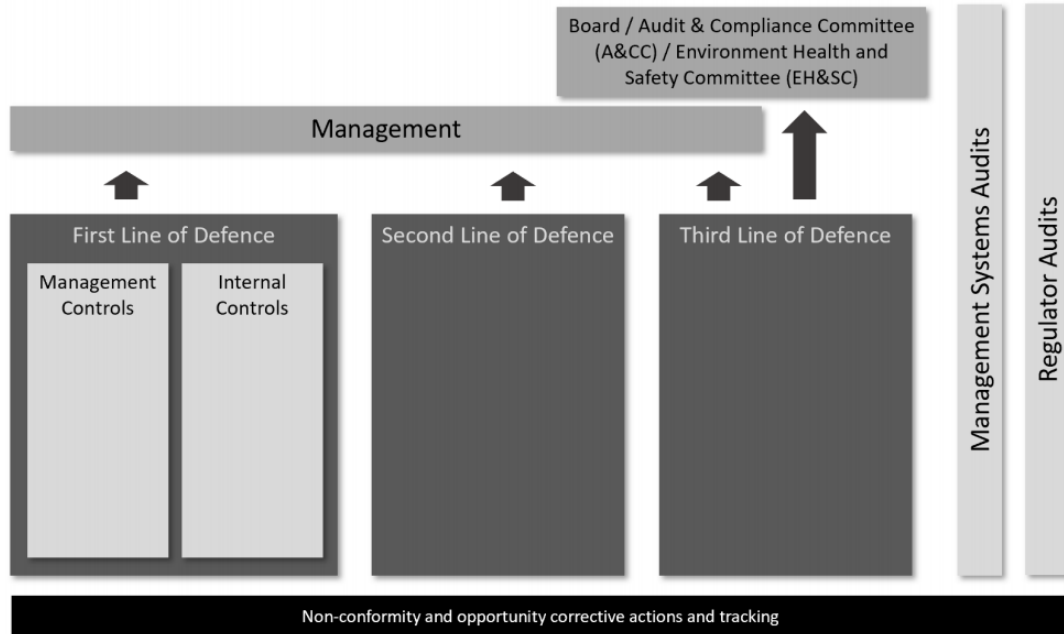 Board / Audit & Compliance Committee
(A&CC) / Environment Health and
Safety Committee (EH&SC)
Management
First Line of Defence
Management
Controls
Internal
Controls
Second Line of Defence
Third Line of Defence
Management Systems Audits
Regulator Audits
Non-conformity and opportunity corrective actions and tracking